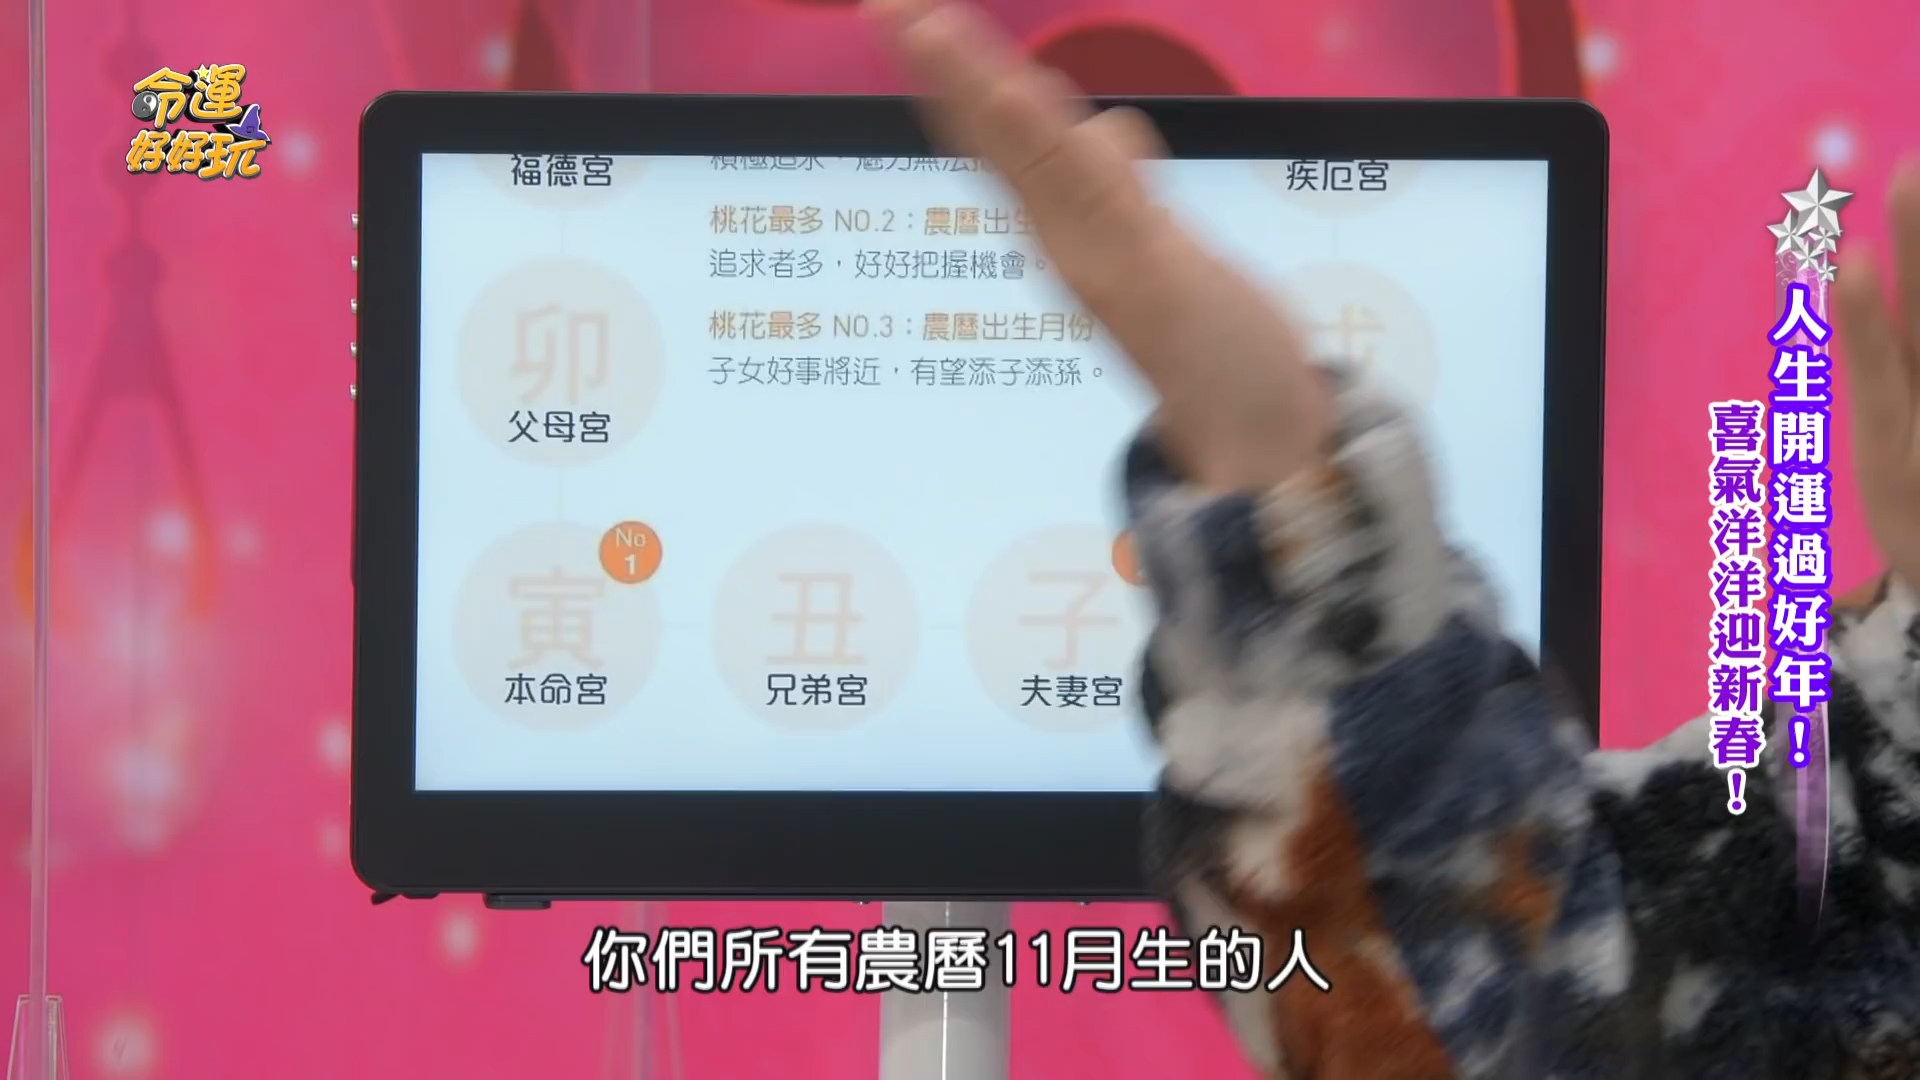 命運
好好玩
福德宮
疾厄宮
桃花最多 NO.2：農曆出生
追求者多，好好把握機會。
桃花最多 NO.3：農曆出生月份
子女好事將近，有望添子添孫。
卯
父母宮
No
1
寅
本命宮
丑
兄弟宮
子
夫妻宮
人生開運過好年！
喜氣洋洋迎新春！
你們所有農曆11月生的人